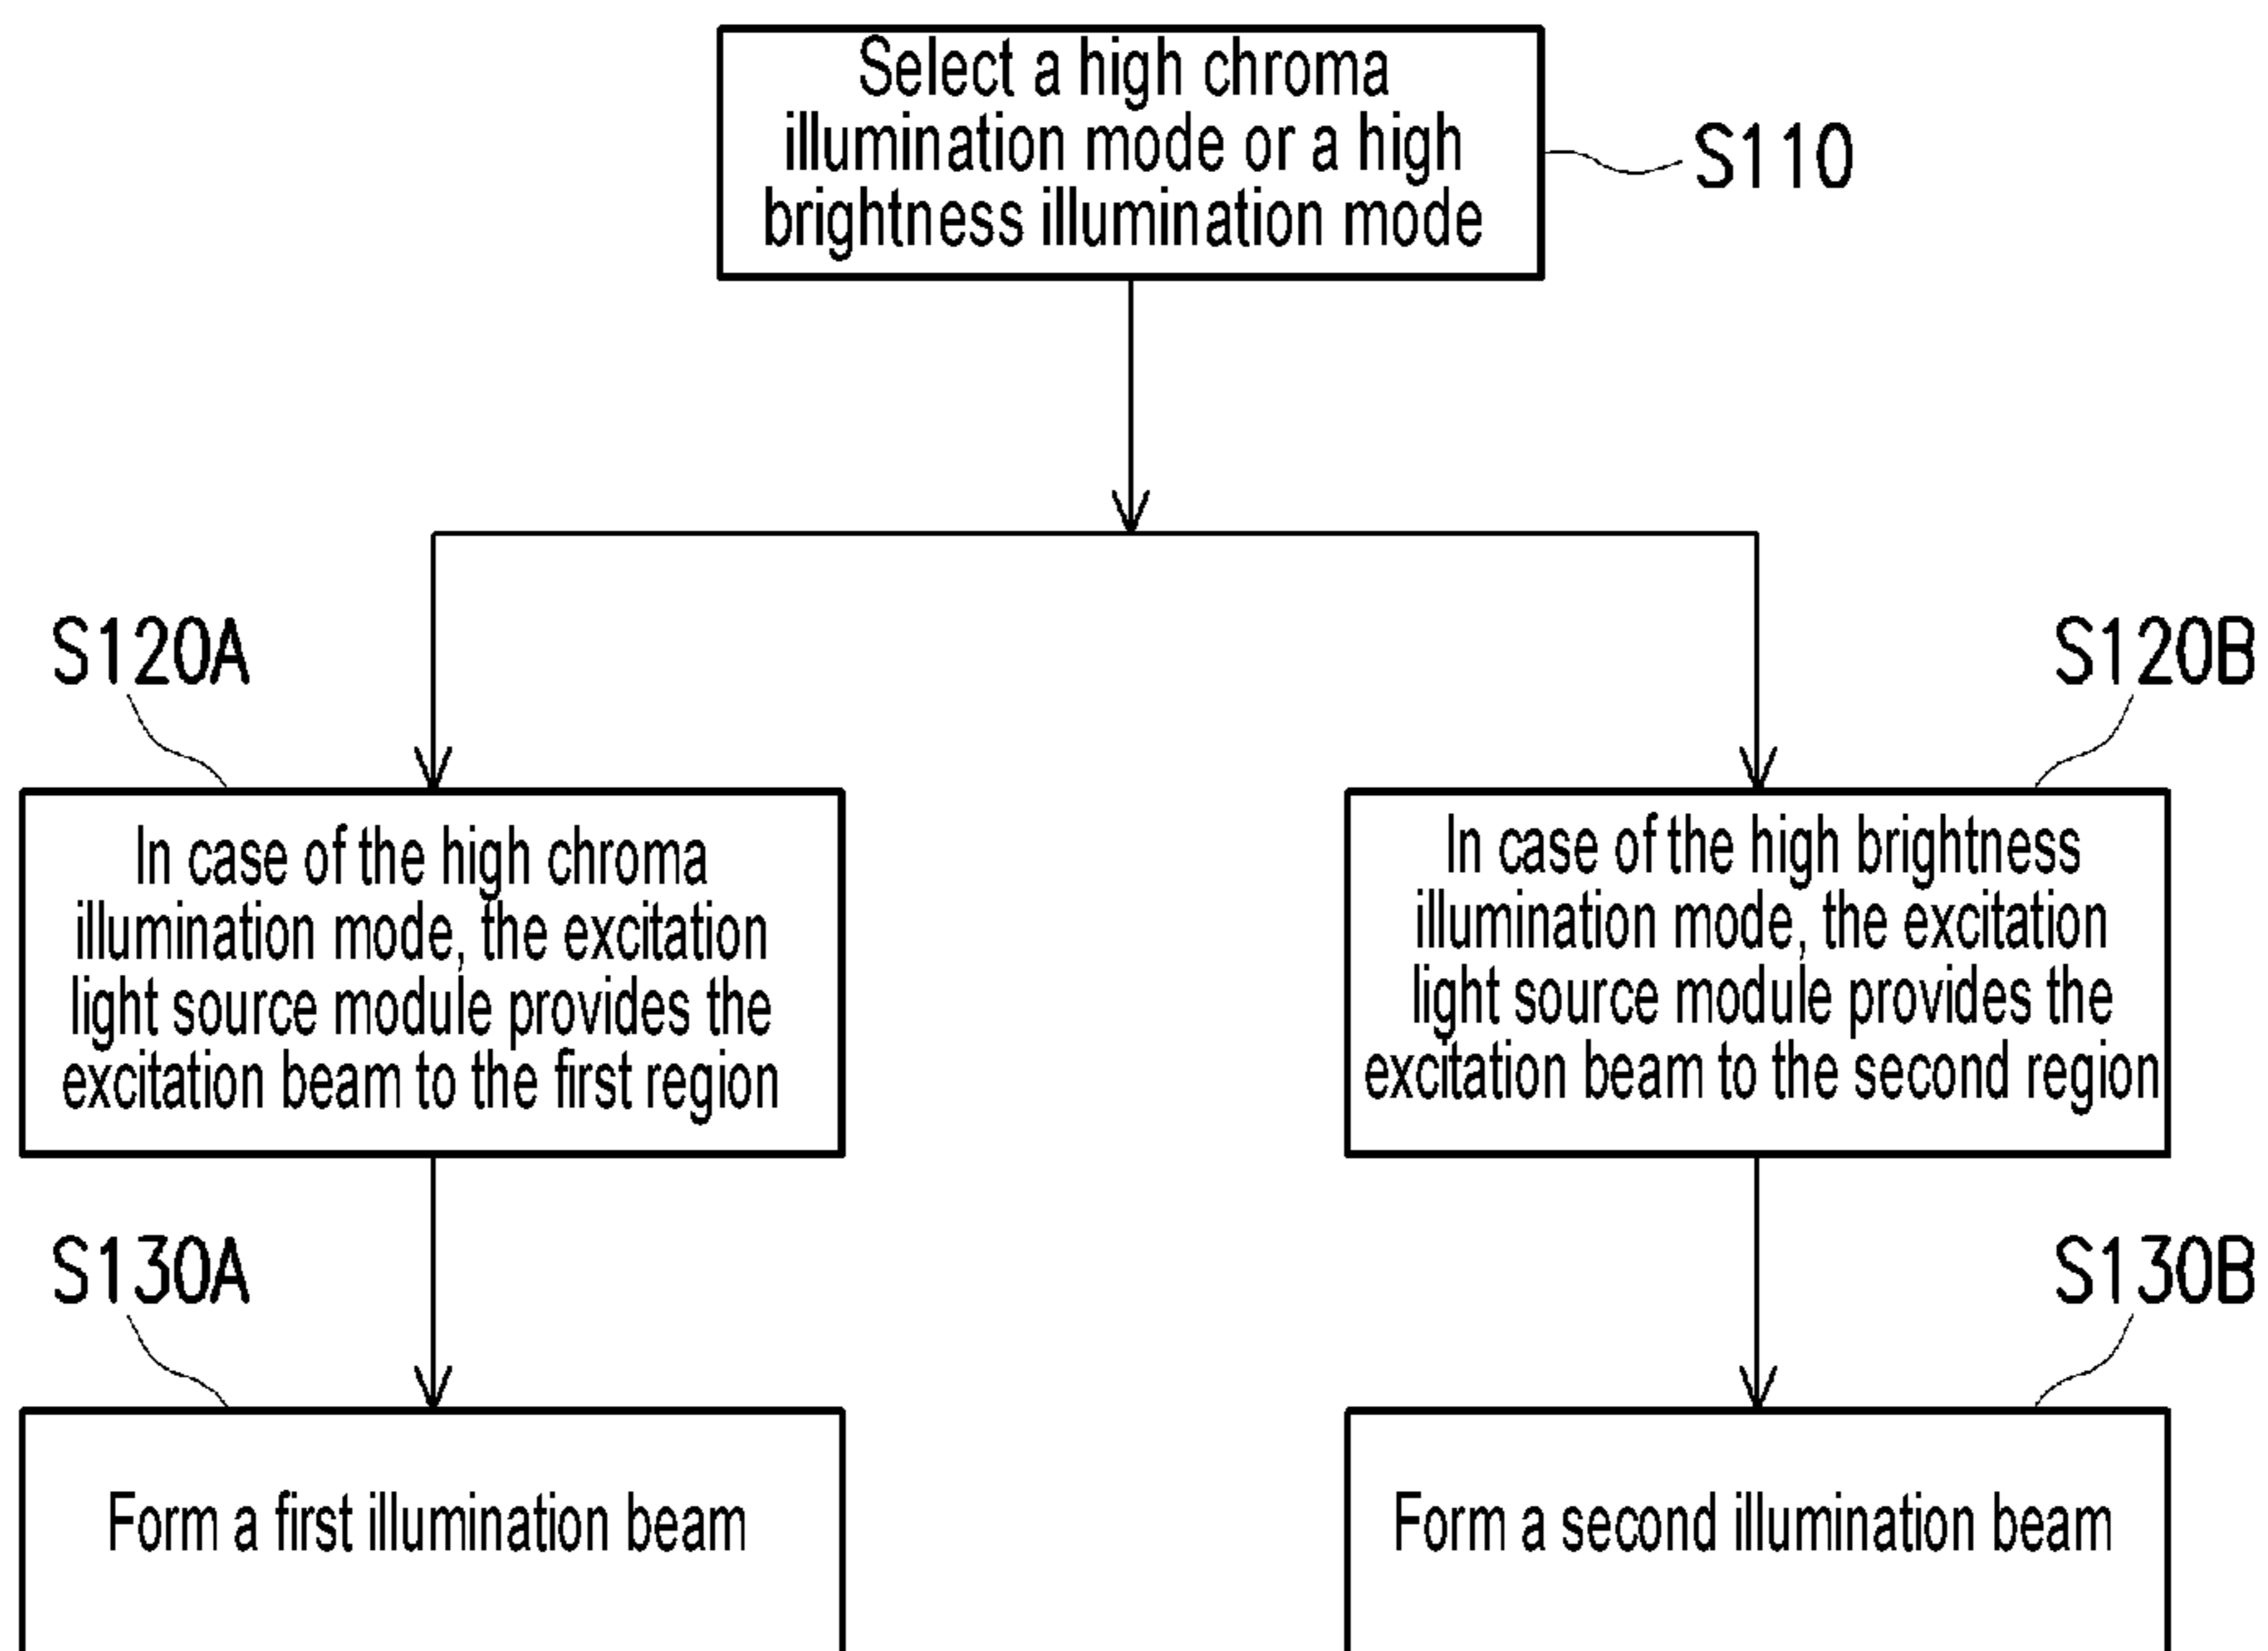 Select a high chroma
illumination mode or a high
brightness illumination mode
S110
S120A
In case of the high chroma
illumination mode, the excitation
light source module provides the
excitation beam to the first region
S120B
In case of the high brightness
illumination mode, the excitation
light source module provides the
excitation beam to the second region
S130A
Form a first illumination beam
S130B
Form a second illumination beam